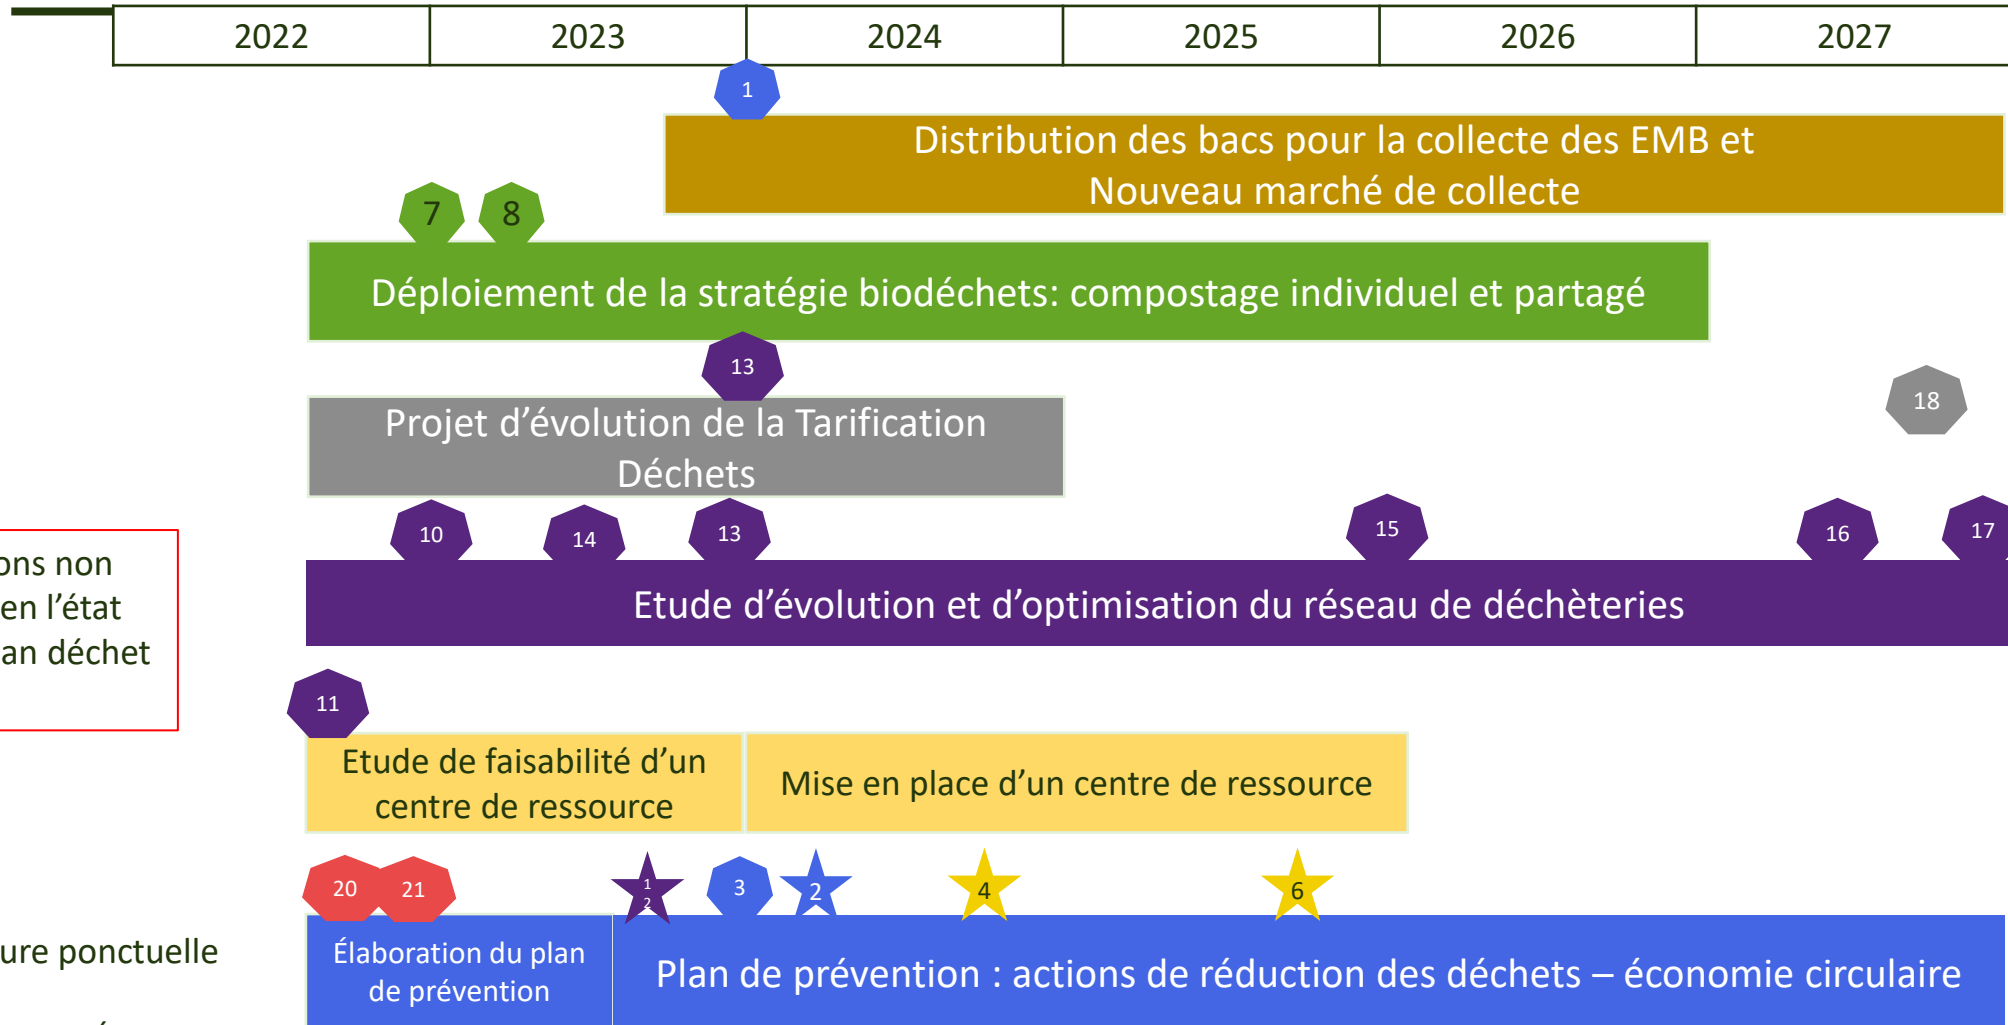 2022 2023 2024 2025 2026 2027
1
Distribution des bacs pour la collecte des EMB et
Nouveau marché de collecte
7 8
Déploiement de la stratégie biodéchets: compostage individuel et partagé
13
18
Projet d’évolution de la Tarification
Déchets
10 14 13 15 16 17
ons non
en l’état
an déchet
Etude d’évolution et d’optimisation du réseau de déchèteries
11
Etude de faisabilité d’un
centre de ressource
Mise en place d’un centre de ressource
20 21 12 3 2 4 6
ure ponctuelle
Élaboration du plan
de prévention
Plan de prévention : actions de réduction des déchets – économie circulaire